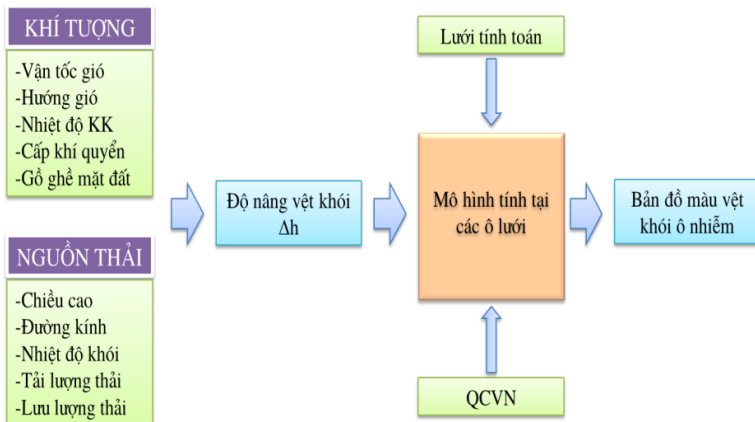 KHÍ TƯỢNG
-Vận tốc gió
-Hướng gió
-Nhiệt độ KK
-Cấp khí quyển
-Gồ ghề mặt đất
NGUỒN THẢI
-Chiều cao
-Đường kính
-Nhiệt độ khói
-Tải lượng thải
-Lưu lượng thải
Độ nâng vệt khói
Δh
Lưới tính toán
Mô hình tính tại
các ô lưới
QCVN
Bản đồ màu vệt
khói ô nhiễm